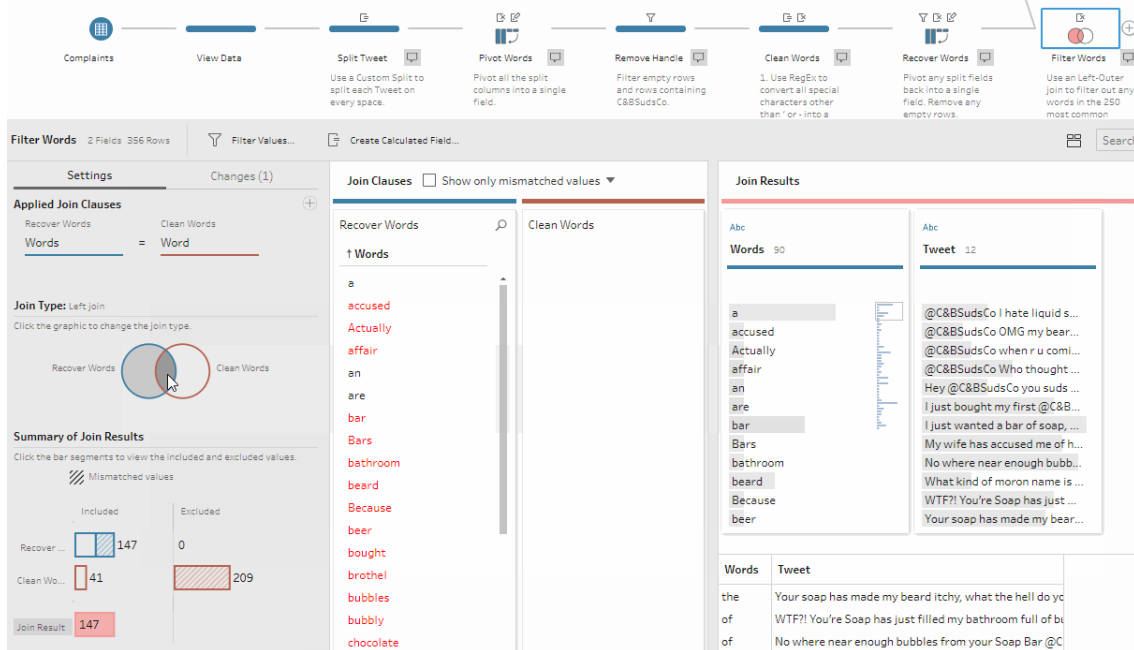 Complaints
View Data
Split Tweet
Use a Custom Split to
split each Tweet on
every space.
Pivot Words
Pivot all the split
columns into a single
field.
Remove Handle
Filter empty rows
and rows containing
C&BSudsCo.
Clean Words
1. Use RegEx to
convert all special
characters other
than ' or - into a
Recover Words
Pivot any split fields
back into a single
field. Remove any
empty rows.
Filter Words
Use an Left-Outer
join to filter out any
words in the 250
most common
Filter Words 2 Fields 356 Rows
Filter Values...
Create Calculated Field...
Search
Settings
Changes (1)
Applied Join Clauses
Recover Words Clean Words
Words = Word
Join Type: Left join
Click the graphic to change the join type.
Recover Words Clean Words
Summary of Join Results
Click the bar segments to view the included and excluded values.
Mismatched values
Included Excluded
Recover ... 147 0
Clean Wo... 41 209
Join Result 147
Join Clauses Show only mismatched values
Recover Words
Clean Words
↑ Words
a
accused
Actually
affair
an
are
bar
Bars
bathroom
beard
Because
beer
bought
brothel
bubbles
bubbly
chocolate
Join Results
Abc
Words 90
a
accused
Actually
affair
an
are
bar
Bars
bathroom
beard
Because
beer
Abc
Tweet 12
@C&BSudsCo I hate liquid s...
@C&BSudsCo OMG my bear...
@C&BSudsCo when r u comi...
@C&BSudsCo Who thought ...
Hey @C&BSudsCo you suds ...
I just bought my first @C&B...
I just wanted a bar of soap, ...
My wife has accused me of h...
No where near enough bubb...
What kind of moron name is ...
WTF?! You're Soap has just ...
Your soap has made my bear...
Words Tweet
the Your soap has made my beard itchy, what the hell do yo
of WTF?! You're Soap has just filled my bathroom full of bu
of No where near enough bubbles from your Soap Bar @C